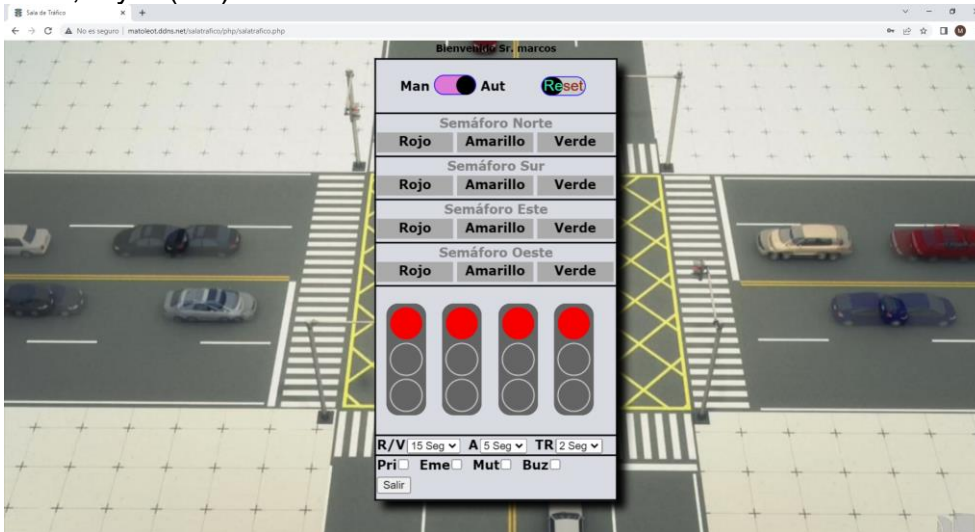 Sala de Tráfico
No es seguro | matoleot.ddns.net/salatrafico/php/salatrafico.php
M
Bienvenido Sr. marcos
Man Aut Reset
Semáforo Norte
Rojo Amarillo Verde
Semáforo Sur
Rojo Amarillo Verde
Semáforo Este
Rojo Amarillo Verde
Semáforo Oeste
Rojo Amarillo Verde
R/V 15 Seg A 5 Seg TR 2 Seg
Pri Eme Mut Buz
Salir